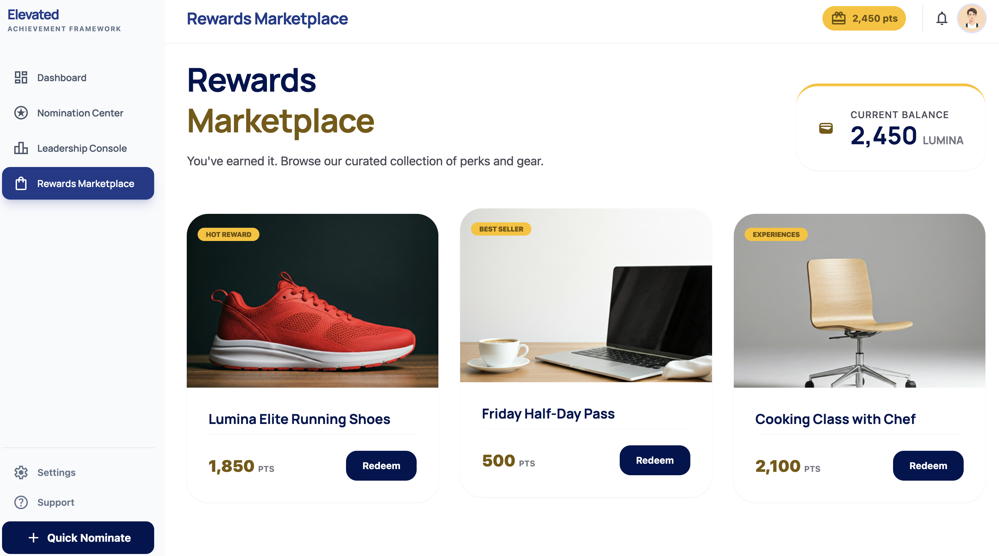 Elevated
ACHIEVEMENT FRAMEWORK
Dashboard
Nomination Center
Leadership Console
Rewards Marketplace
Settings
Support
Quick Nominate
Rewards Marketplace
2,450 pts
Rewards
Marketplace
You've earned it. Browse our curated collection of perks and gear.
CURRENT BALANCE
2,450 LUMINA
HOT REWARD
Lumina Elite Running Shoes
1,850 PTS
Redeem
BEST SELLER
Friday Half-Day Pass
500 PTS
Redeem
EXPERIENCES
Cooking Class with Chef
2,100 PTS
Redeem